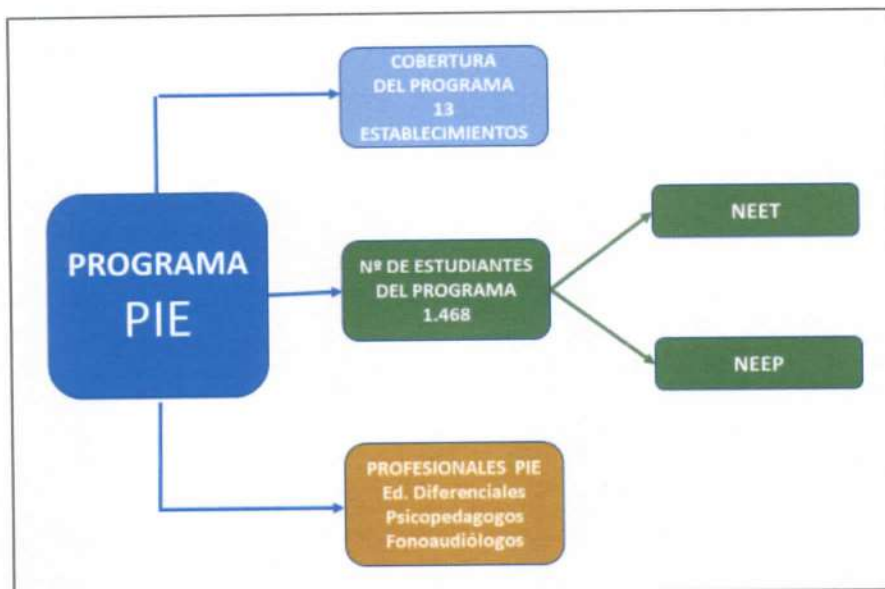 COBERTURA
DEL PROGRAMA
13
ESTABLECIMIENTOS
PROGRAMA
PIE
Nº DE ESTUDIANTES
DEL PROGRAMA
1.468
NEET
NEEP
PROFESIONALES PIE
Ed. Diferenciales
Psicopedagogos
Fonoaudiólogos